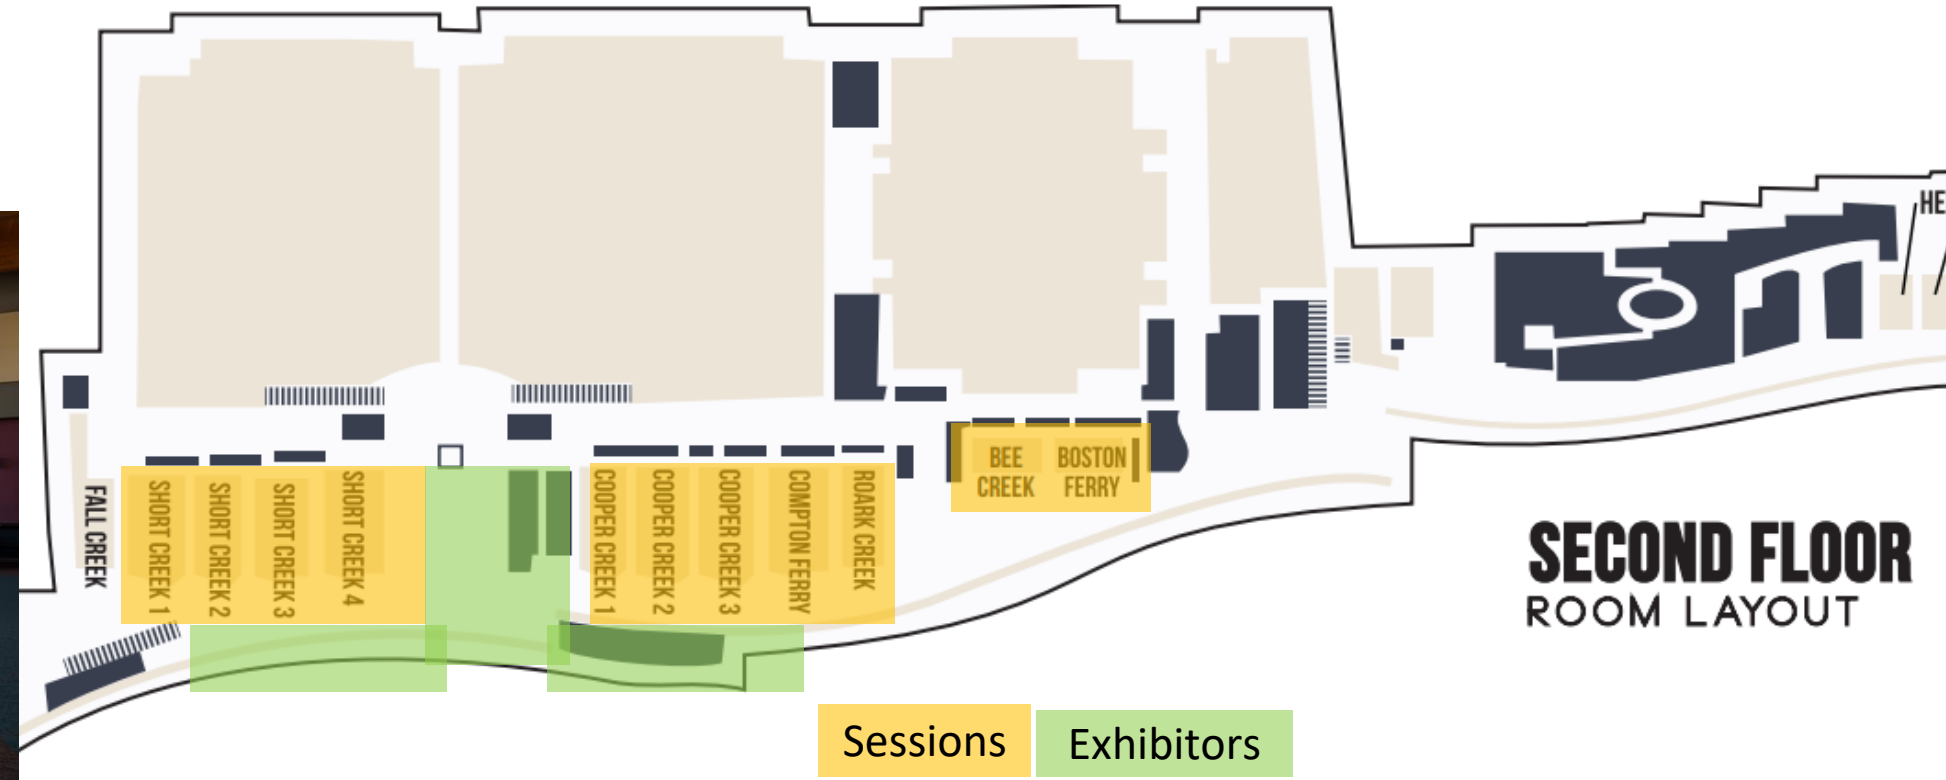 HE
FALL CREEK
SHORT CREEK 1
SHORT CREEK 2
SHORT CREEK 3
SHORT CREEK 4
COOPER CREEK 1
COOPER CREEK 2
COOPER CREEK 3
COMPTON FERRY
ROARK CREEK
BEE
CREEK
BOSTON
FERRY
SECOND FLOOR
ROOM LAYOUT
Sessions
Exhibitors